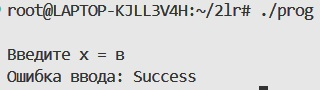 root@LAPTOP-KJLL3V4H:~/2lr# ./prog
Введите x = в
Ошибка ввода: Success